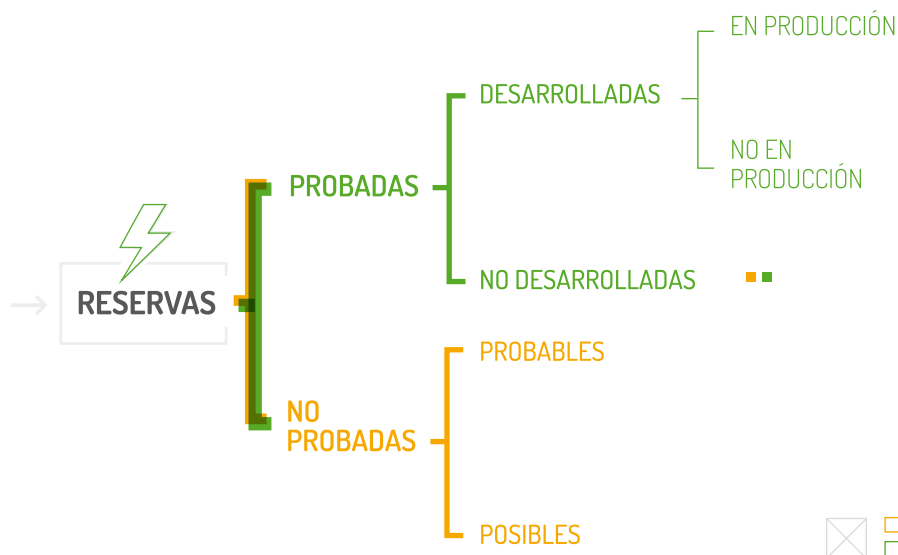 EN PRODUCCIÓN
DESARROLLADAS
NO EN
PRODUCCIÓN
PROBADAS
NO DESARROLLADAS
RESERVAS
PROBABLES
NO
PROBADAS
POSIBLES